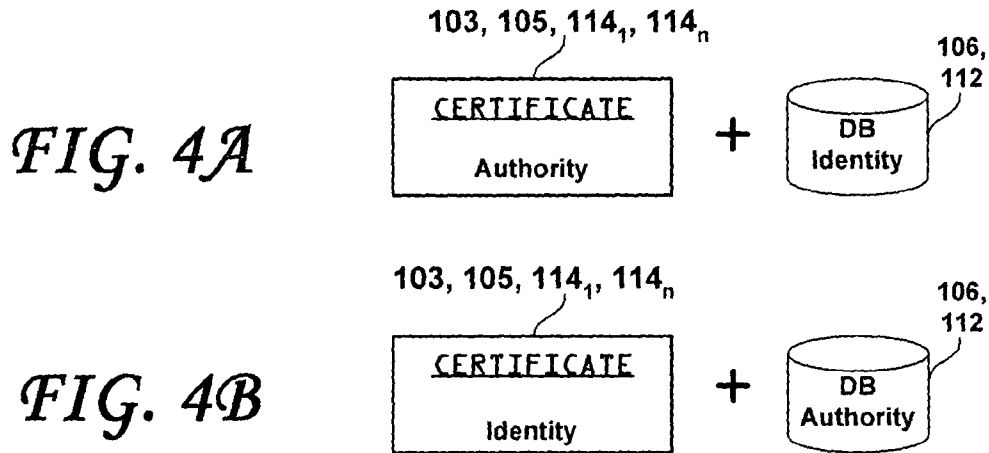 103, 105, 114₁, 114ₙ
106,
112
FIG. 4A
CERTIFICATE
Authority
+
DB
Identity
103, 105, 114₁, 114ₙ
106,
112
FIG. 4B
CERTIFICATE
Identity
+
DB
Authority